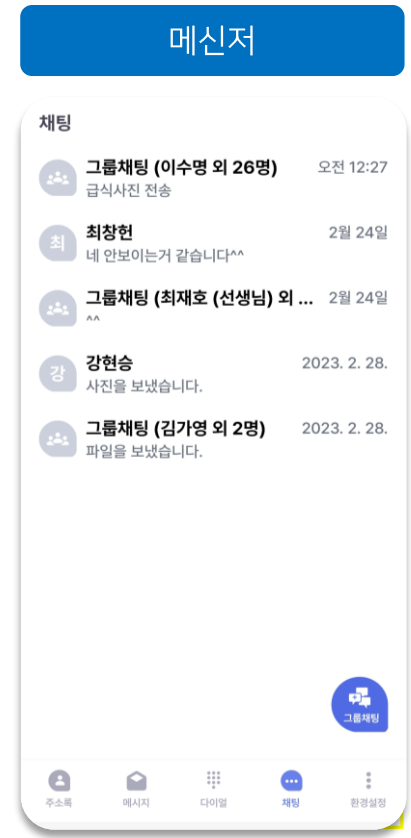 메신저
채팅
그룹채팅 (이수명 외 26명) 오전 12:27
급식사진 전송
최
최창헌 2월 24일
네 안보이는거 같습니다^^
그룹채팅 (최재호 (선생님) 외 ... 2월 24일
^^
강
강현승 2023. 2. 28.
사진을 보냈습니다.
그룹채팅 (김가영 외 2명) 2023. 2. 28.
파일을 보냈습니다.
그룹채팅
주소록 메시지 다이얼 채팅 환경설정